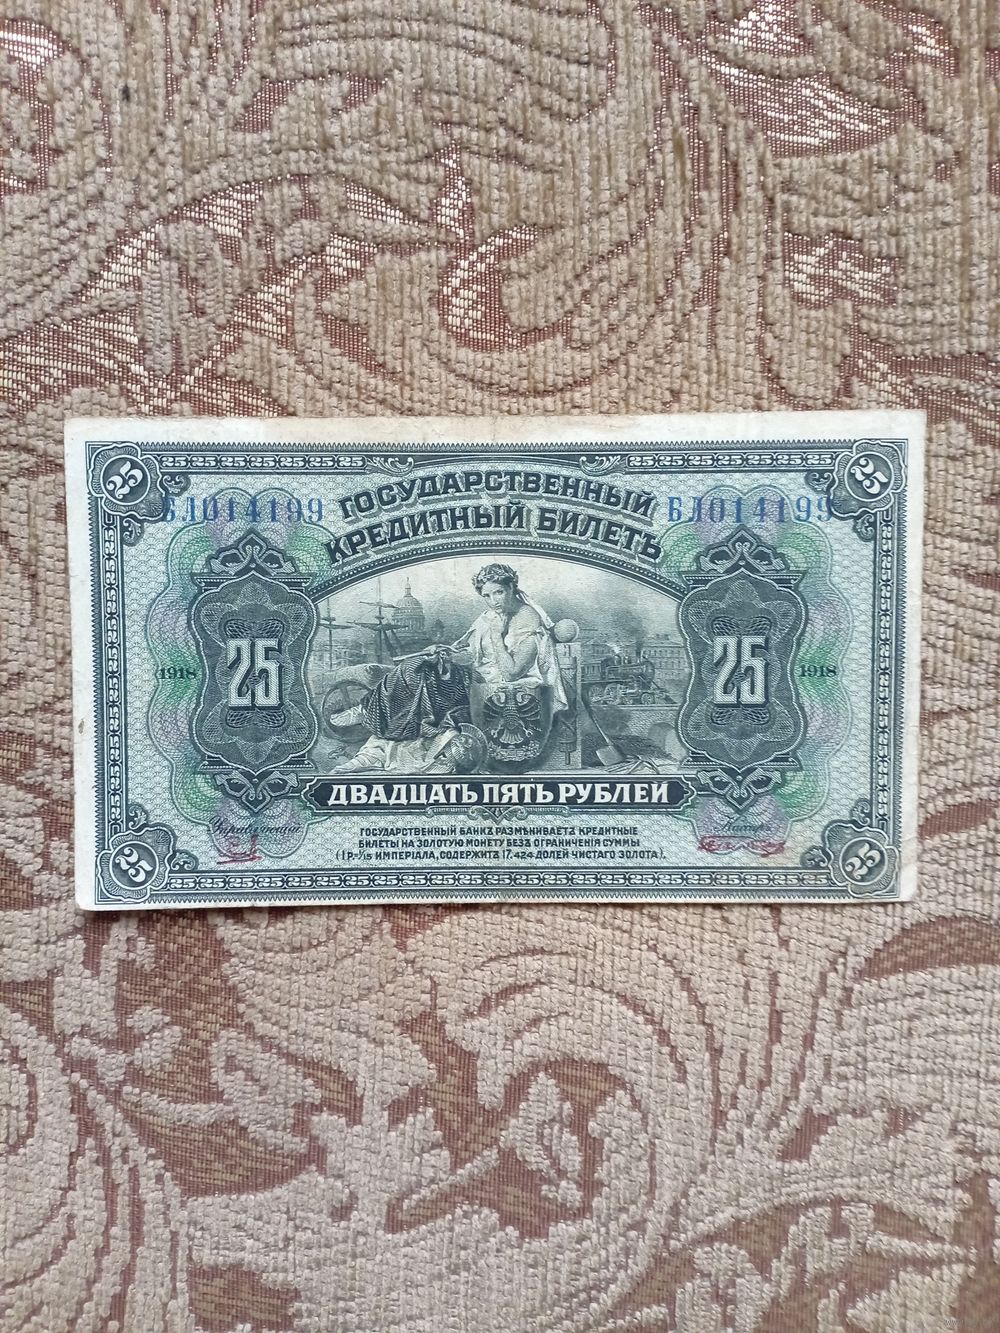 25
25
БЛ014199
ГОСУДАРСТВЕННЫЙ
КРЕДИТНЫЙ БИЛЕТЪ
БЛ014199
25
25
1918
1918
ДВАДЦАТЬ ПЯТЬ РУБЛЕЙ
Управляющий
Кассиръ
ГОСУДАРСТВЕННЫЙ БАНКЪ РАЗМѢНИВАЕТЪ КРЕДИТНЫЕ
БИЛЕТЫ НА ЗОЛОТУЮ МОНЕТУ БЕЗЪ ОГРАНИЧЕНІЯ СУММЫ
(1 Р.=1/15 ИМПЕРІАЛА, СОДЕРЖИТЪ 17,424 ДОЛЕЙ ЧИСТАГО ЗОЛОТА).
25
25